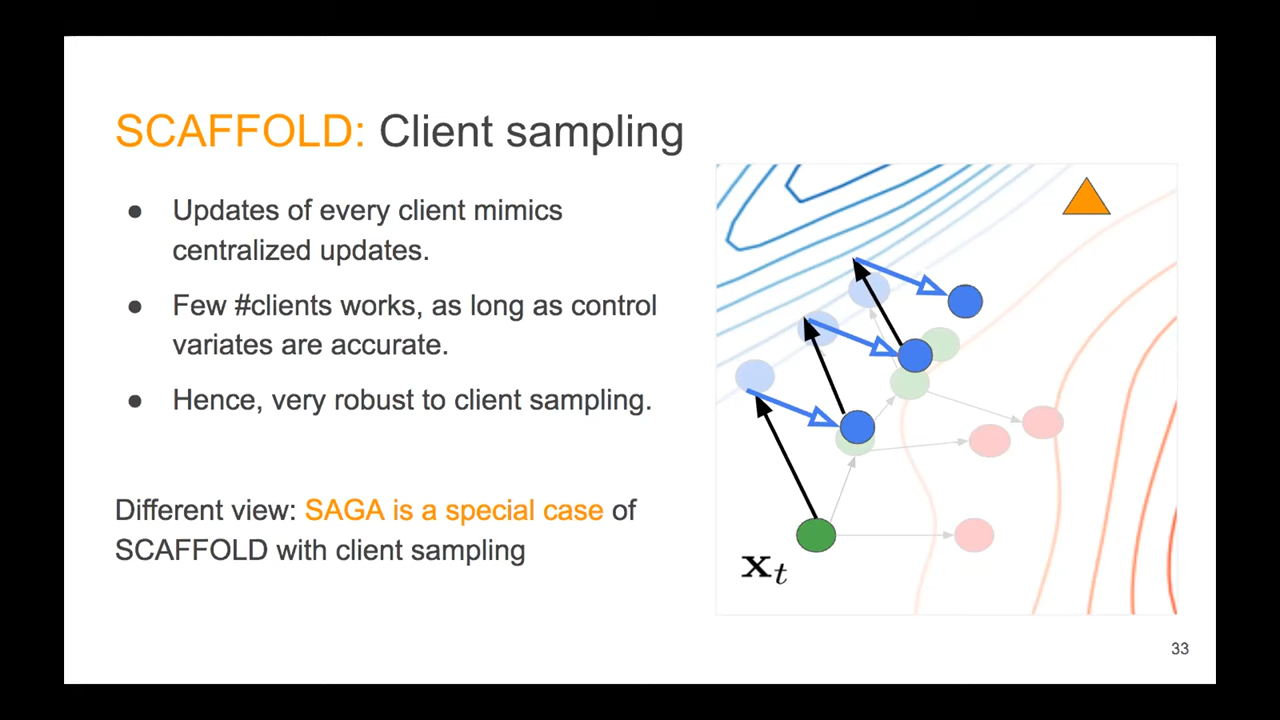 SCAFFOLD: Client sampling
● Updates of every client mimics
centralized updates.
● Few #clients works, as long as control
variates are accurate.
● Hence, very robust to client sampling.
Different view: SAGA is a special case of
SCAFFOLD with client sampling
x_t
33